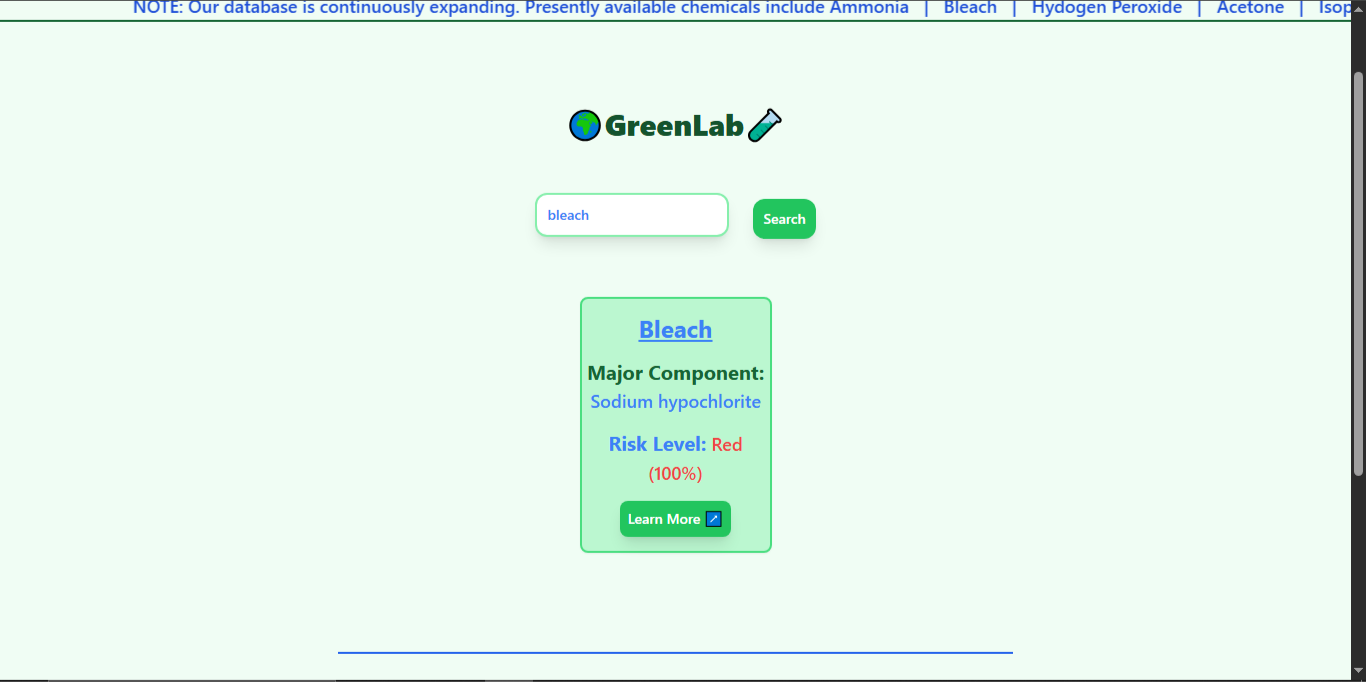 NOTE: Our database is continuously expanding. Presently available chemicals include Ammonia | Bleach | Hydogen Peroxide | Acetone | Isop
GreenLab
bleach
Search
Bleach
Major Component:
Sodium hypochlorite
Risk Level: Red
(100%)
Learn More